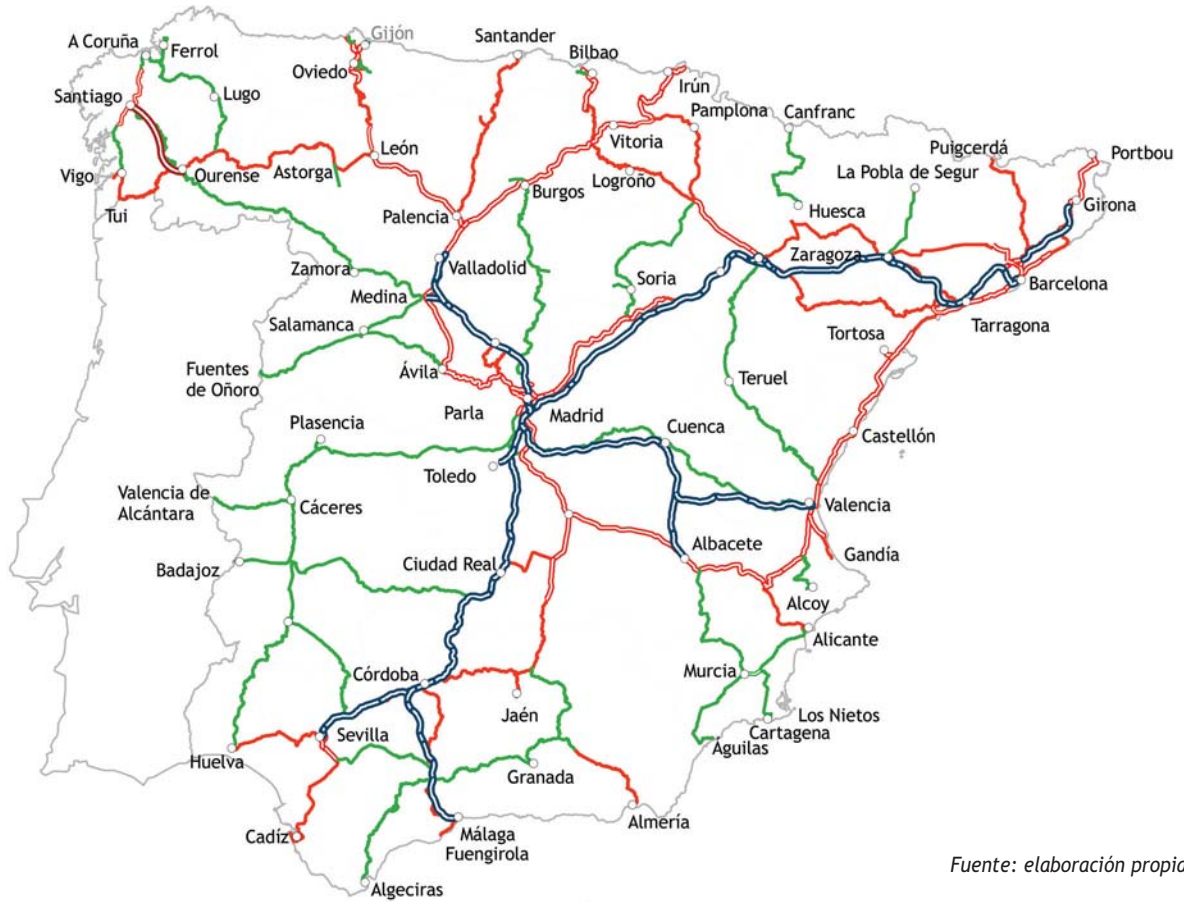 Gijón
A Coruña
Ferrol
Santander
Bilbao
Oviedo
Irún
Santiago
Lugo
Pamplona
Canfranc
Vitoria
León
Puigcerdá
Portbou
Vigo
Ourense
Astorga
Logroño
La Pobla de Segur
Burgos
Tui
Palencia
Huesca
Girona
Zamora
Valladolid
Zaragoza
Soria
Barcelona
Medina
Salamanca
Tarragona
Tortosa
Fuentes
de Oñoro
Ávila
Teruel
Parla
Madrid
Plasencia
Cuenca
Castellón
Toledo
Valencia de
Alcántara
Cáceres
Valencia
Albacete
Gandía
Badajoz
Ciudad Real
Alcoy
Alicante
Córdoba
Murcia
Jaén
Los Nietos
Cartagena
Sevilla
Águilas
Huelva
Granada
Cadíz
Málaga
Fuengirola
Almería
Algeciras
Fuente: elaboración propia